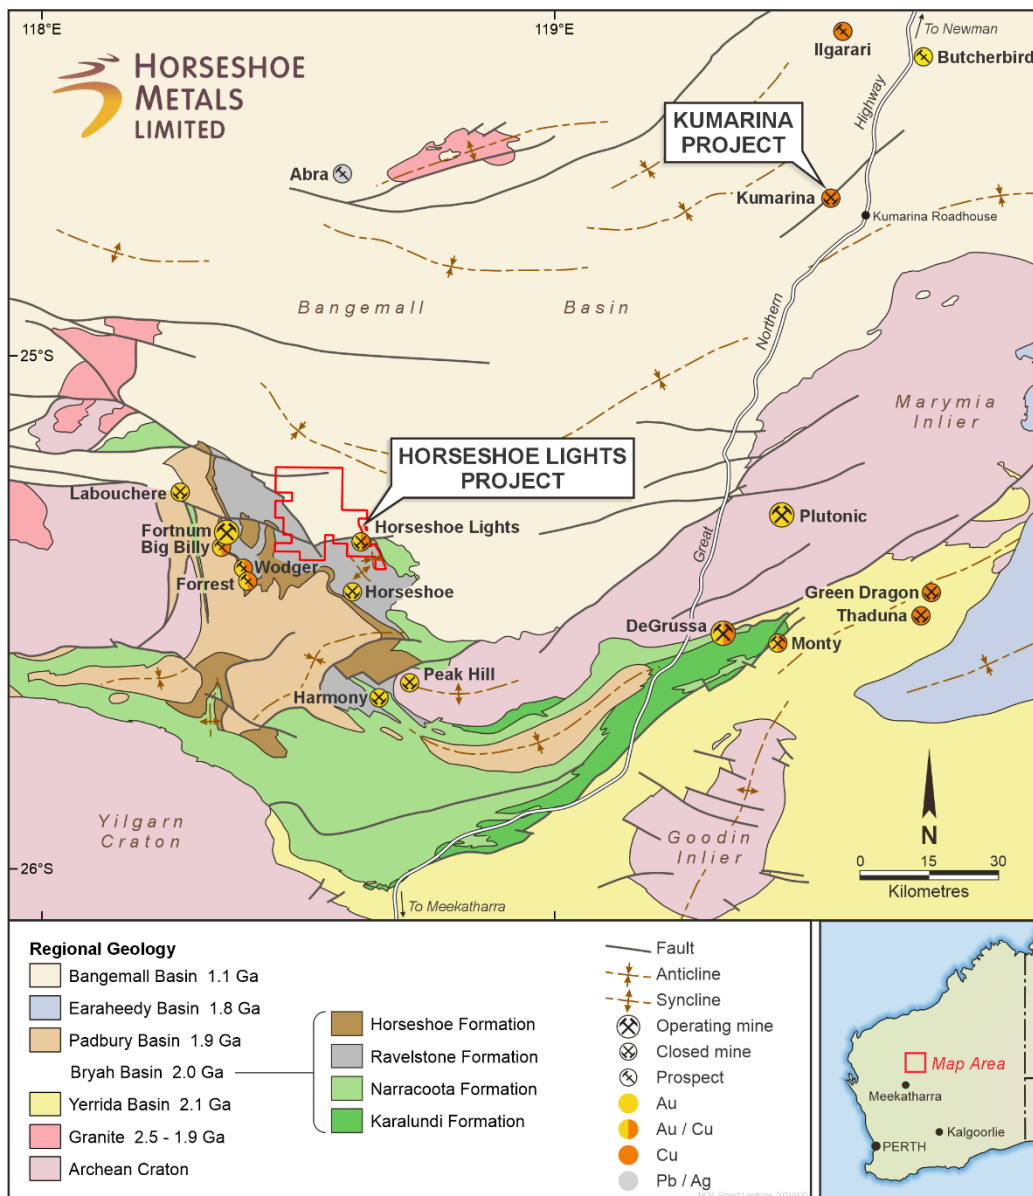 118°E
119°E
To Newman
HORSESHOE
METALS
LIMITED
Ilgarari
Butcherbird
Highway
KUMARINA
PROJECT
Abra
Kumarina
Kumarina Roadhouse
Bangemall
Basin
Northern
25°S
Marymia
Inlier
HORSESHOE LIGHTS
PROJECT
Labouchere
Horseshoe Lights
Plutonic
Fortnum
Big Billy
Wodger
Forrest
Horseshoe
Great
Green Dragon
Thaduna
DeGrussa
Monty
Peak Hill
Harmony
Yilgarn
Craton
Goodin
Inlier
N
0 15 30
Kilometres
26°S
To Meekatharra
Regional Geology
Bangemall Basin 1.1 Ga
Earaheedy Basin 1.8 Ga
Padbury Basin 1.9 Ga
Bryah Basin 2.0 Ga
Yerrida Basin 2.1 Ga
Granite 2.5 - 1.9 Ga
Archean Craton
Horseshoe Formation
Ravelstone Formation
Narracoota Formation
Karalundi Formation
Fault
Anticline
Syncline
Operating mine
Closed mine
Prospect
Au
Au / Cu
Cu
Pb / Ag
Map Area
Meekatharra
Kalgoorlie
PERTH